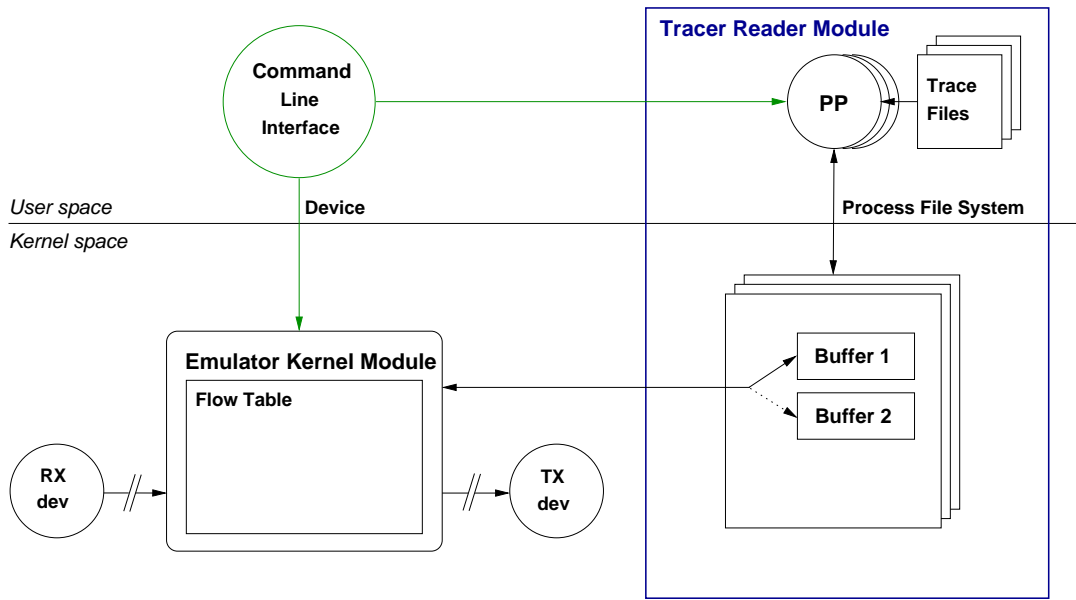 Tracer Reader Module
Command
Line
Interface
PP
Trace
Files
User space
Device
Process File System
Kernel space
Emulator Kernel Module
Flow Table
Buffer 1
Buffer 2
RX
dev
TX
dev